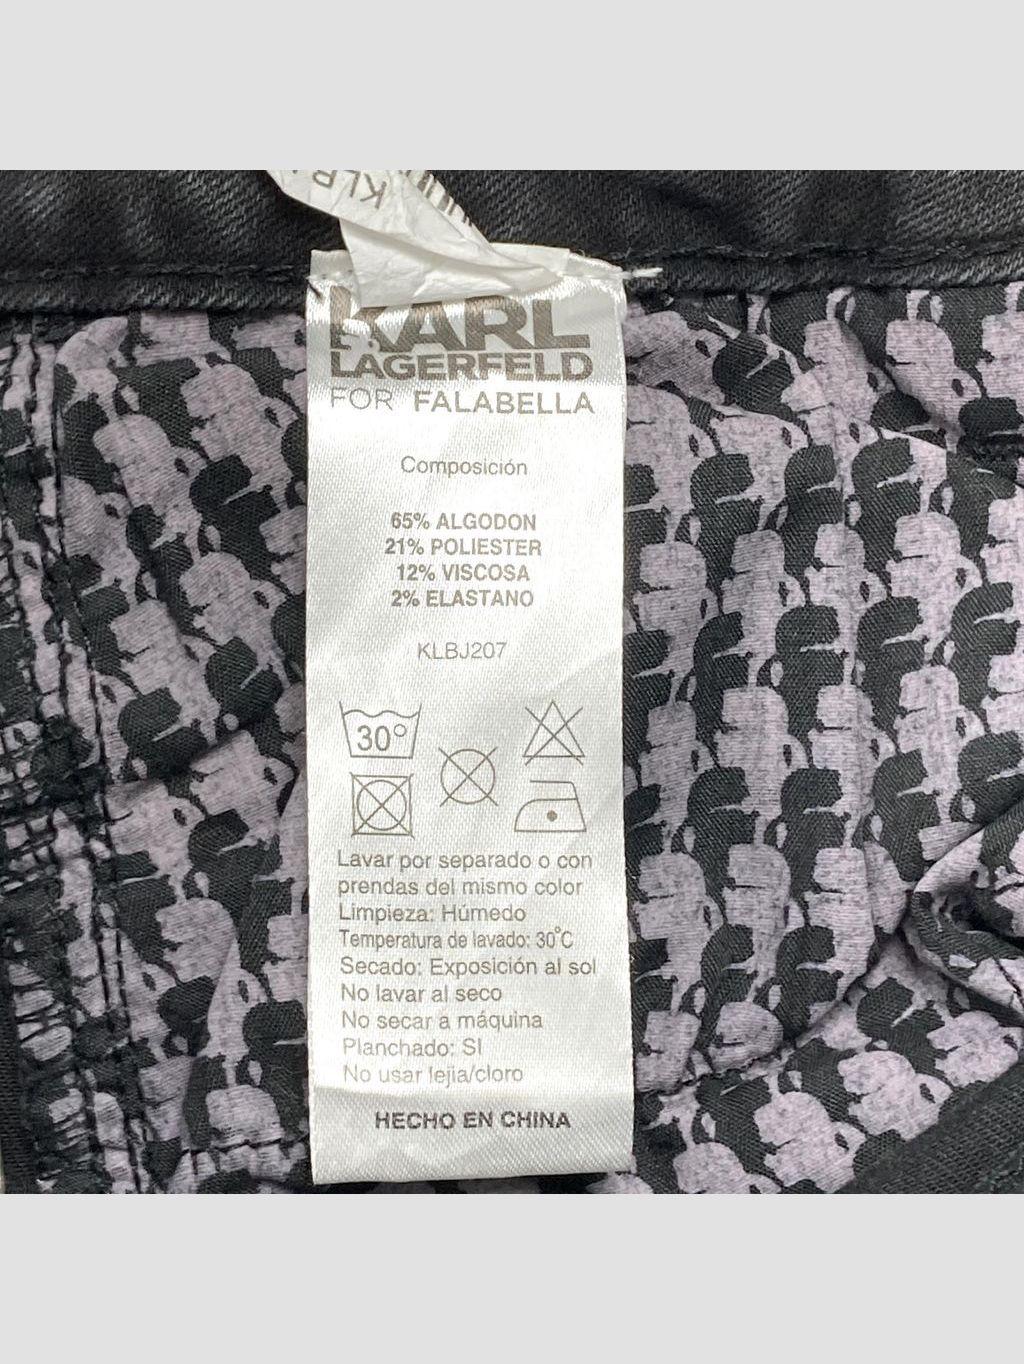 KLB
KARL
LAGERFELD
FOR FALABELLA
Composición
65% ALGODON
21% POLIESTER
12% VISCOSA
2% ELASTANO
KLBJ207
30°
Lavar por separado o con
prendas del mismo color
Limpieza: Húmedo
Temperatura de lavado: 30°C
Secado: Exposición al sol
No lavar al seco
No secar a máquina
Planchado: SI
No usar lejia/cloro
HECHO EN CHINA